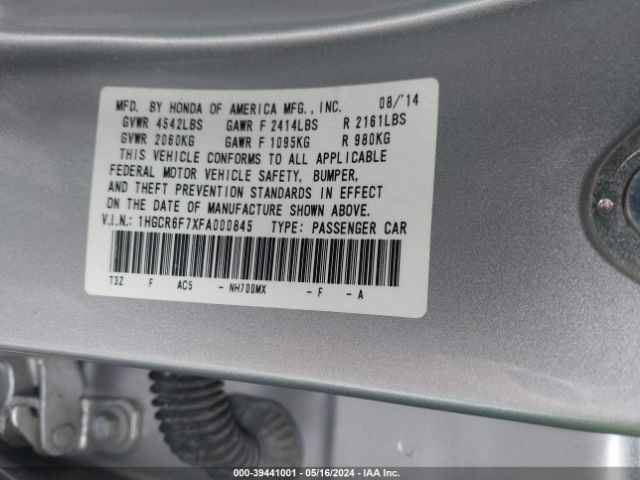 MFD. BY HONDA OF AMERICA MFG., INC. 08/'14
GVWR 4542LBS GAWR F 2414LBS R 2161LBS
GVWR 2060KG GAWR F 1095KG R 980KG
THIS VEHICLE CONFORMS TO ALL APPLICABLE
FEDERAL MOTOR VEHICLE SAFETY, BUMPER,
AND THEFT PREVENTION STANDARDS IN EFFECT
ON THE DATE OF MANUFACTURE SHOWN ABOVE.
V.I.N.: 1HGCR6F7XFA000845 TYPE: PASSENGER CAR
T3Z F AC5 - NH700MX - F - A
000-39441001 - 05/16/2024 - IAA Inc.